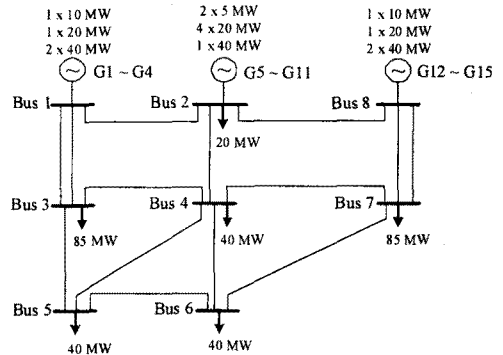 1 x 10 MW
1 x 20 MW
2 x 40 MW
2 x 5 MW
4 x 20 MW
1 x 40 MW
1 x 10 MW
1 x 20 MW
2 x 40 MW
G1 ~ G4
G5 ~ G11
G12 ~ G15
Bus 1
Bus 2
Bus 8
20 MW
Bus 3
Bus 4
Bus 7
85 MW
40 MW
85 MW
Bus 5
Bus 6
40 MW
40 MW